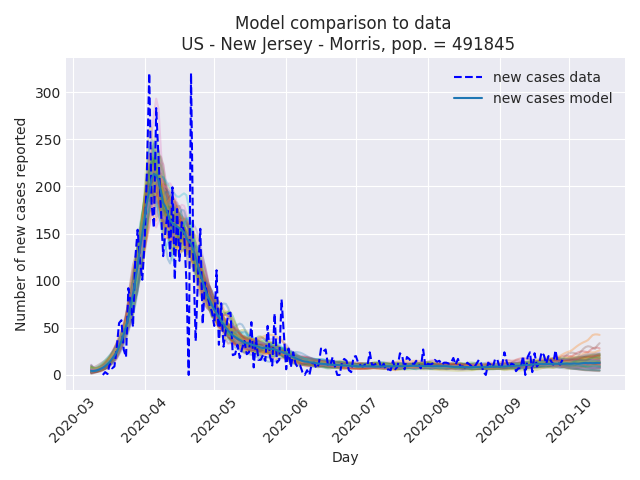 Model comparison to data
US - New Jersey - Morris, pop. = 491845
new cases data
new cases model
Number of new cases reported
300
250
200
150
100
50
0
2020-03
2020-04
2020-05
2020-06
2020-07
2020-08
2020-09
2020-10
Day